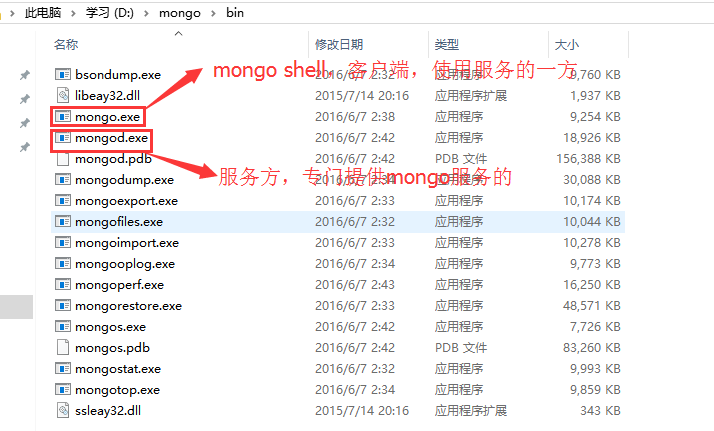 此电脑 > 学习 (D:) > mongo > bin
名称 修改日期 类型 大小
bsondump.exe 2016/6/7 2:32 应用程序 9,760 KB
mongo shell，客户端，使用服务的一方
libeay32.dll 2015/7/14 20:16 应用程序扩展 1,937 KB
mongo.exe 2016/6/7 2:38 应用程序 9,254 KB
mongod.exe 2016/6/7 2:42 应用程序 18,926 KB
mongod.pdb 2016/6/7 2:42 PDB 文件 156,388 KB
mongodump.exe 2016/6/7 2:34 应用程序 30,088 KB
服务方，专门提供mongo服务的
mongoexport.exe 2016/6/7 2:33 应用程序 10,174 KB
mongofiles.exe 2016/6/7 2:32 应用程序 10,044 KB
mongoimport.exe 2016/6/7 2:33 应用程序 10,278 KB
mongooplog.exe 2016/6/7 2:34 应用程序 9,773 KB
mongoperf.exe 2016/6/7 2:43 应用程序 16,250 KB
mongorestore.exe 2016/6/7 2:33 应用程序 48,571 KB
mongos.exe 2016/6/7 2:42 应用程序 7,726 KB
mongos.pdb 2016/6/7 2:42 PDB 文件 83,260 KB
mongostat.exe 2016/6/7 2:32 应用程序 9,993 KB
mongotop.exe 2016/6/7 2:34 应用程序 9,859 KB
ssleay32.dll 2015/7/14 20:16 应用程序扩展 343 KB